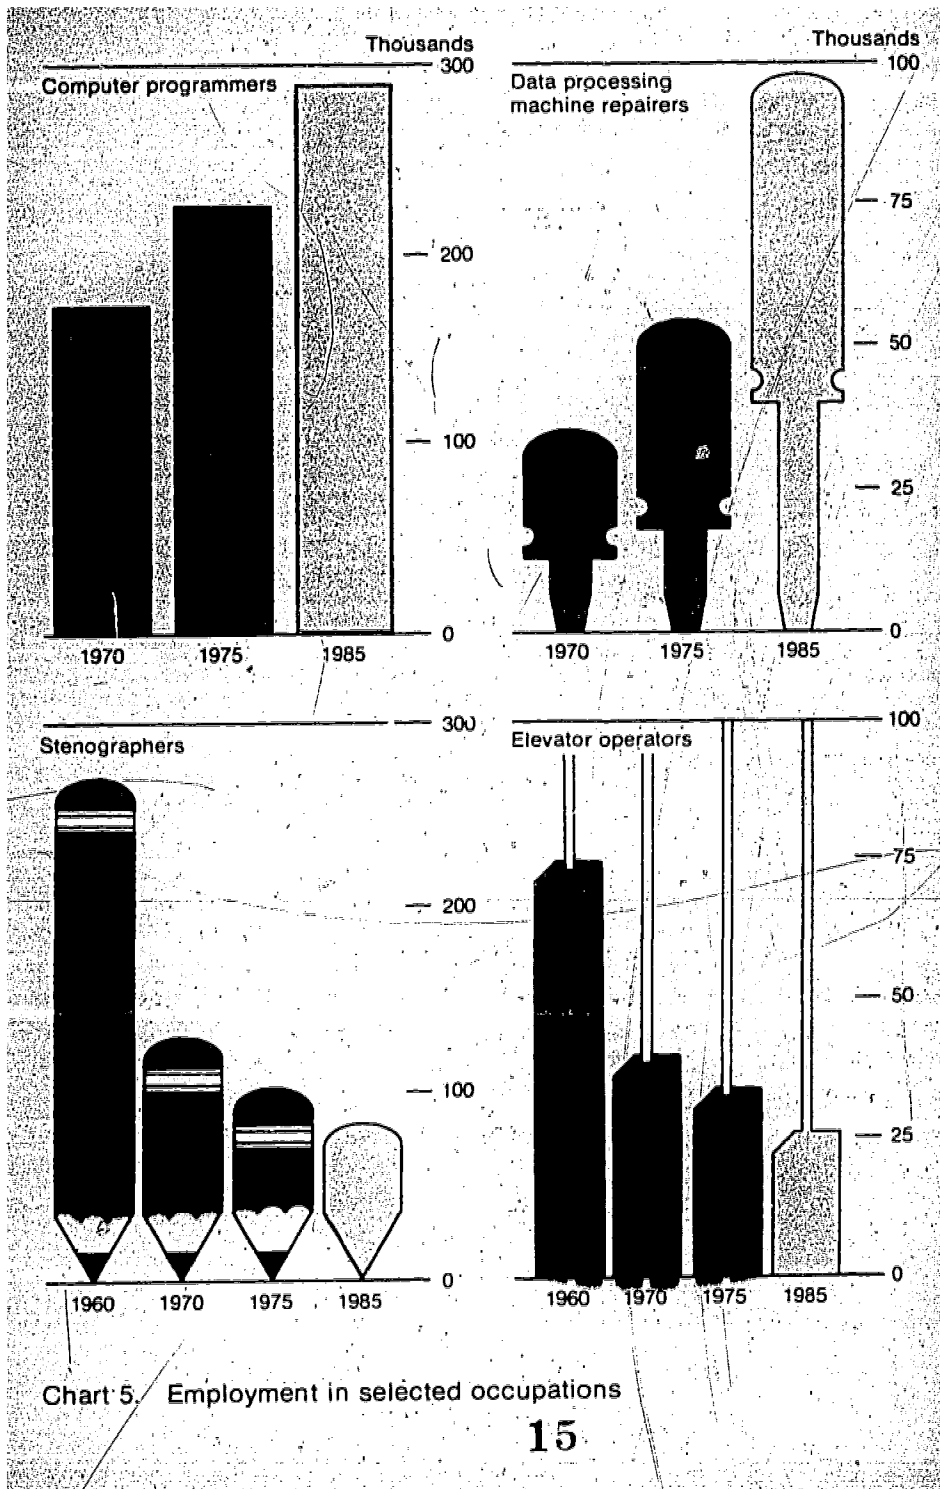 Thousands
300
Computer programmers
200
100
0
1970 1975 1985
Thousands
100
Data processing
machine repairers
75
50
25
0
1970 1975 1985
300
Stenographers
200
100
0
1960 1970 1975 1985
100
Elevator operators
75
50
25
0
1960 1970 1975 1985
Chart 5. Employment in selected occupations
15